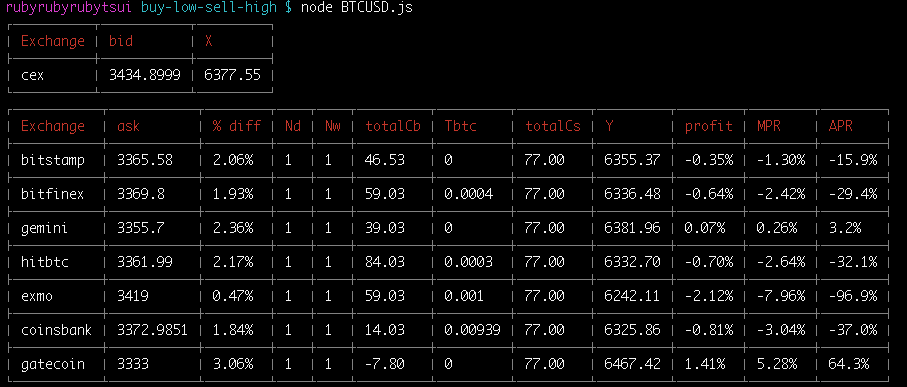 rubyrubyrubytsui buy-low-sell-high $ node BTCUSD.js
Exchange bid X
cex 3434.8999 6377.55
Exchange ask % diff Nd Nw totalCb Tbtc totalCs Y profit MPR APR
bitstamp 3365.58 2.06% 1 1 46.53 0 77.00 6355.37 -0.35% -1.30% -15.9%
bitfinex 3369.8 1.93% 1 1 59.03 0.0004 77.00 6336.48 -0.64% -2.42% -29.4%
gemini 3355.7 2.36% 1 1 39.03 0 77.00 6381.96 0.07% 0.26% 3.2%
hitbtc 3361.99 2.17% 1 1 84.03 0.0003 77.00 6332.70 -0.70% -2.64% -32.1%
exmo 3419 0.47% 1 1 59.03 0.001 77.00 6242.11 -2.12% -7.96% -96.9%
coinsbank 3372.9851 1.84% 1 1 14.03 0.00939 77.00 6325.86 -0.81% -3.04% -37.0%
gatecoin 3333 3.06% 1 1 -7.80 0 77.00 6467.42 1.41% 5.28% 64.3%